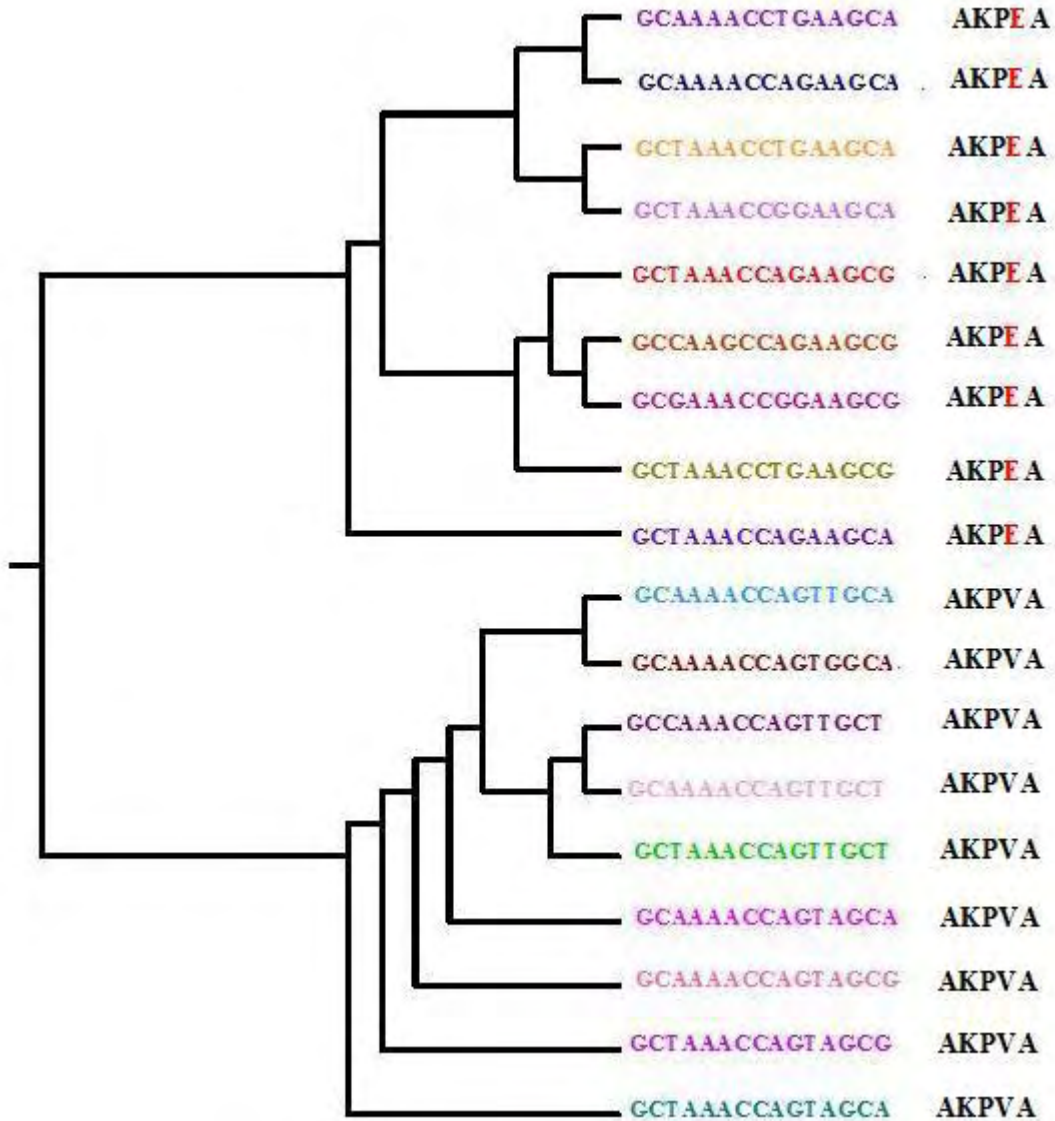 GCAAAACCTGAAGCA AKPEA
GCAAAACCAGAAGCA AKPEA
GCTAAACCTGAAGCA AKPEA
GCTAAACCGGAAGCA AKPEA
GCTAAACCAGAAGCG AKPEA
GCCAAGCCAGAAGCG AKPEA
GCGAAACCGGAAGCG AKPEA
GCTAAACCTGAAGCG AKPEA
GCTAAACCAGAAGCA AKPEA
GCAAAACCAGTTGCA AKPVA
GCAAAACCAGTGGCA AKPVA
GCCAAACCAGTTGCT AKPVA
GCAAAACCAGTTGCT AKPVA
GCTAAACCAGTTGCT AKPVA
GCAAAACCAGTAGCA AKPVA
GCAAAACCAGTAGCG AKPVA
GCTAAACCAGTAGCG AKPVA
GCTAAACCAGTAGCA AKPVA